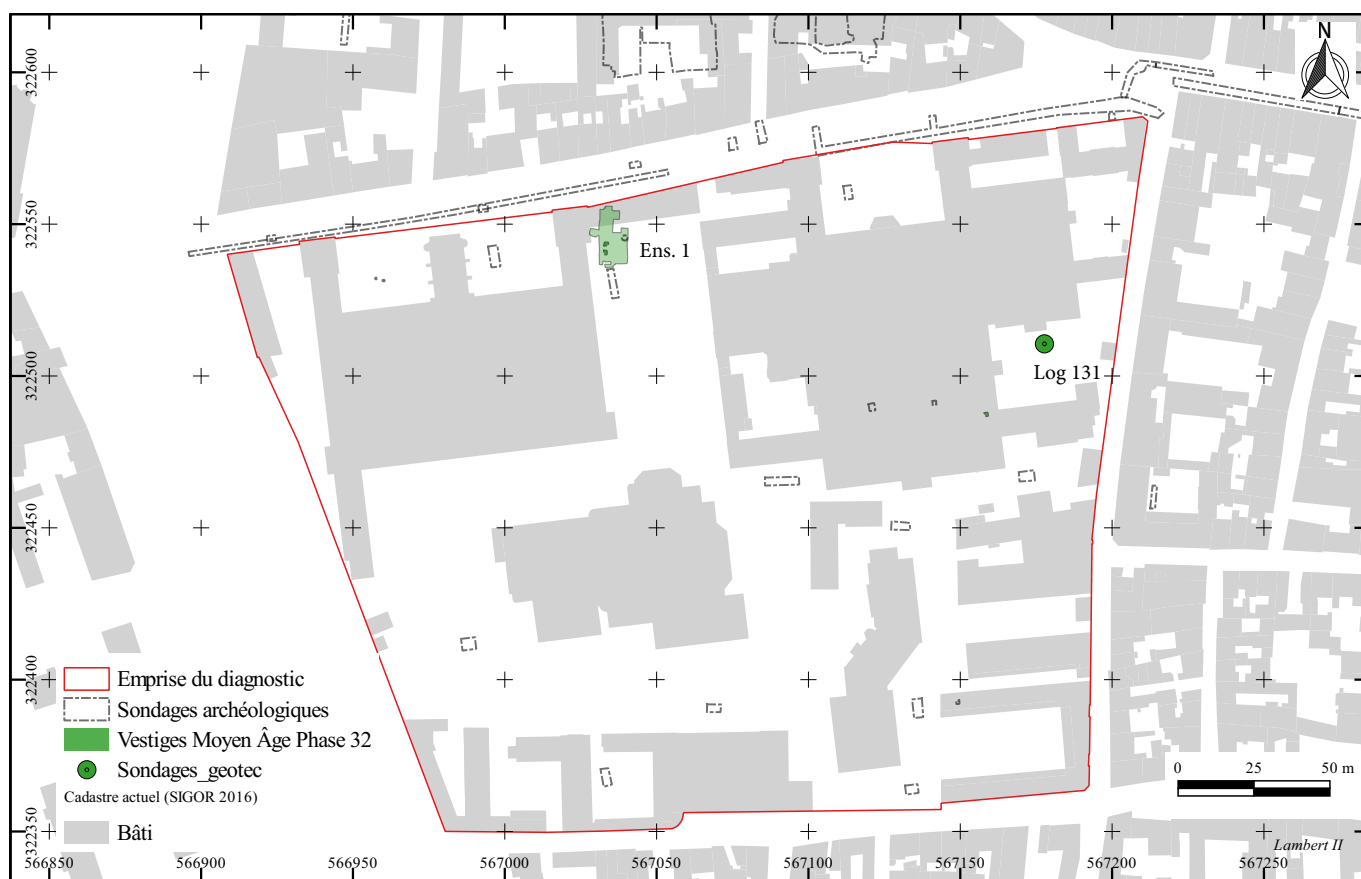 N
322600
322550
322500
322450
322400
322350
Ens. 1
Log 131
Emprise du diagnostic
Sondages archéologiques
Vestiges Moyen Âge Phase 32
Sondages_geotec
Cadastre actuel (SIGOR 2016)
Bâti
0 25 50 m
Lambert II
566850 566900 566950 567000 567050 567100 567150 567200 567250